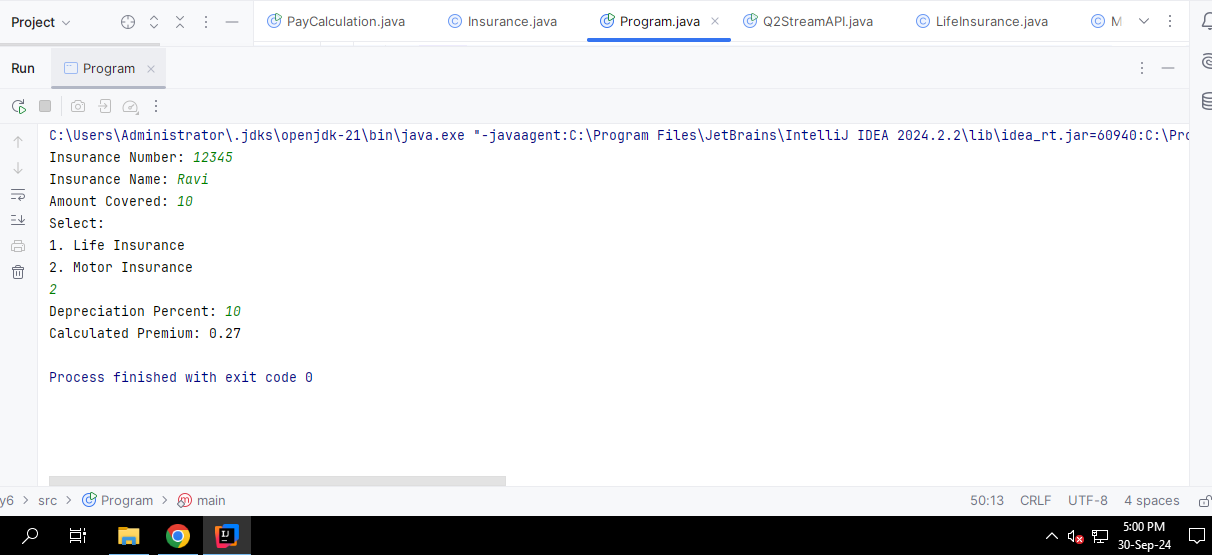 Project
PayCalculation.java
Insurance.java
Program.java
Q2StreamAPI.java
LifeInsurance.java
M
Run
Program
C:\Users\Administrator\.jdks\openjdk-21\bin\java.exe "-javaagent:C:\Program Files\JetBrains\IntelliJ IDEA 2024.2.2\lib\idea_rt.jar=60940:C:\Pro
Insurance Number: 12345
Insurance Name: Ravi
Amount Covered: 10
Select:
1. Life Insurance
2. Motor Insurance
2
Depreciation Percent: 10
Calculated Premium: 0.27
Process finished with exit code 0
y6 > src > Program > main
50:13 CRLF UTF-8 4 spaces
5:00 PM
30-Sep-24